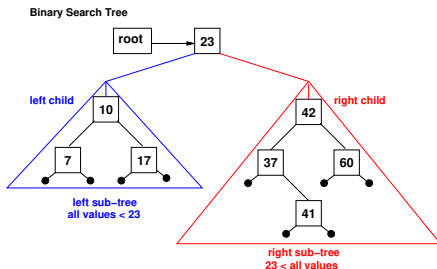 Binary Search Tree
root
23
left child
10
42
right child
7
17
37
60
left sub-tree
all values < 23
41
right sub-tree
23 < all values